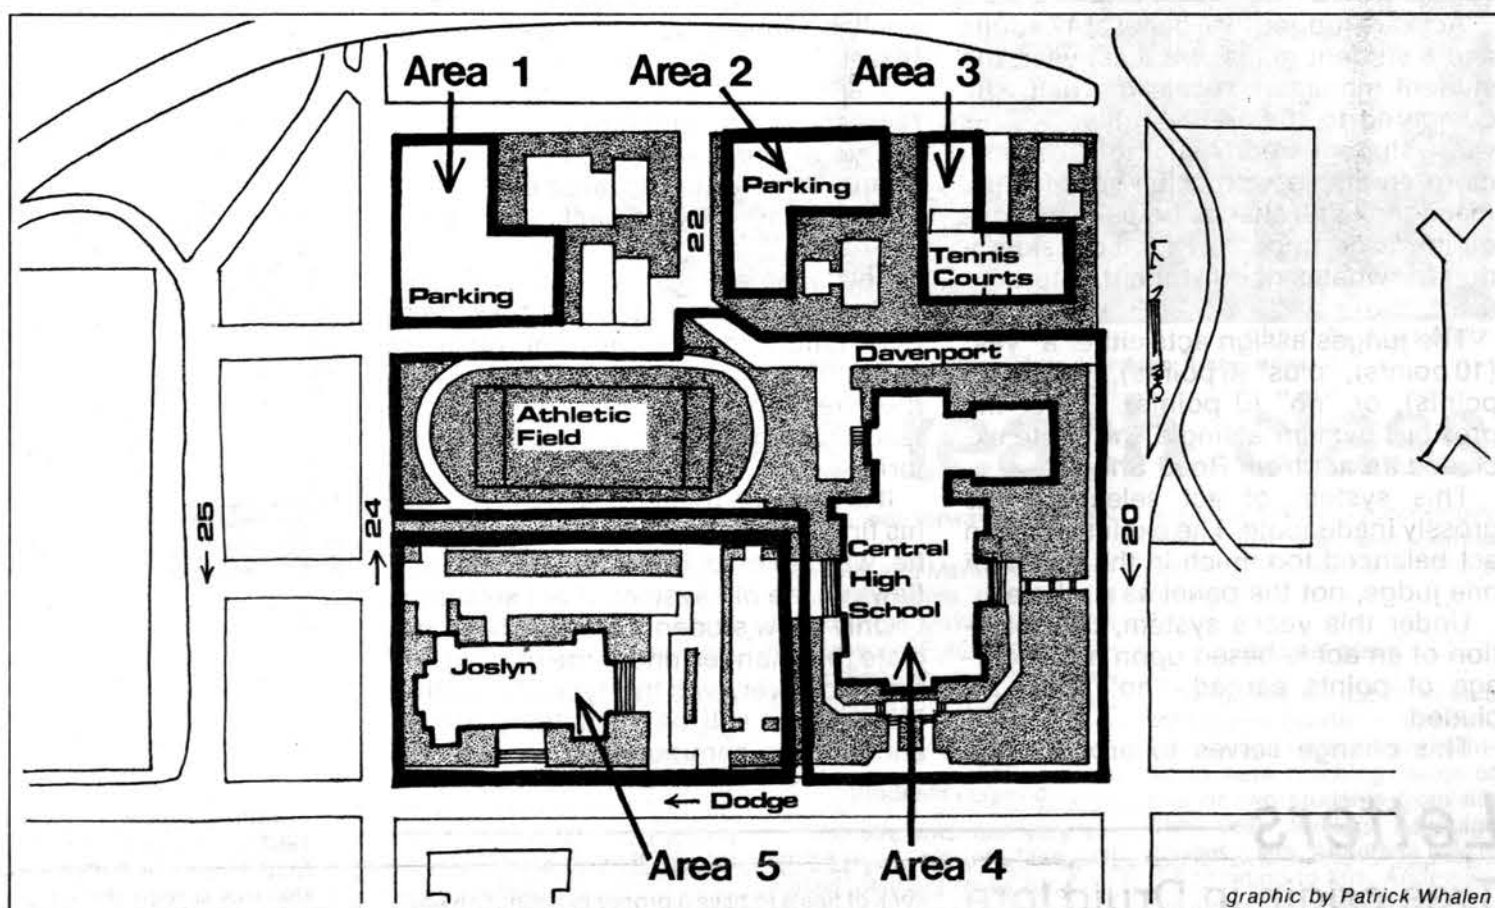 Area 1
Area 2
Area 3
Parking
22
Tennis
Courts
Parking
Davenport
Athletic
Field
25
24
20
Central
High
School
Joslyn
← Dodge
Area 5
Area 4
graphic by Patrick Whalen